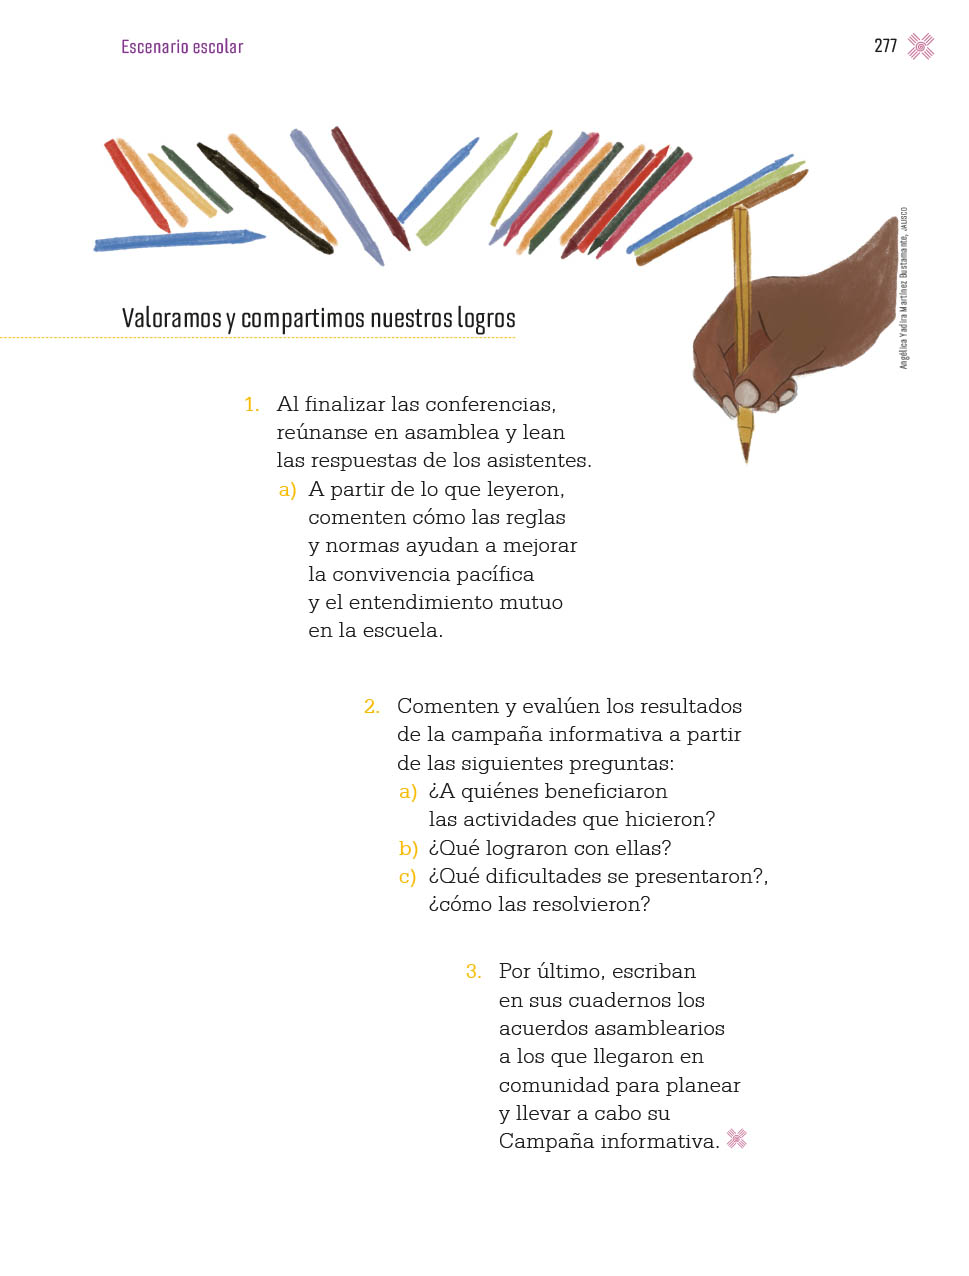 Escenario escolar
277
Angélica Yadira Martínez Bustamante, JALISCO
Valoramos y compartimos nuestros logros
1. Al finalizar las conferencias,
reúnanse en asamblea y lean
las respuestas de los asistentes.
a) A partir de lo que leyeron,
comenten cómo las reglas
y normas ayudan a mejorar
la convivencia pacífica
y el entendimiento mutuo
en la escuela.
2. Comenten y evalúen los resultados
de la campaña informativa a partir
de las siguientes preguntas:
a) ¿A quiénes beneficiaron
las actividades que hicieron?
b) ¿Qué lograron con ellas?
c) ¿Qué dificultades se presentaron?,
¿cómo las resolvieron?
3. Por último, escriban
en sus cuadernos los
acuerdos asamblearios
a los que llegaron en
comunidad para planear
y llevar a cabo su
Campaña informativa.